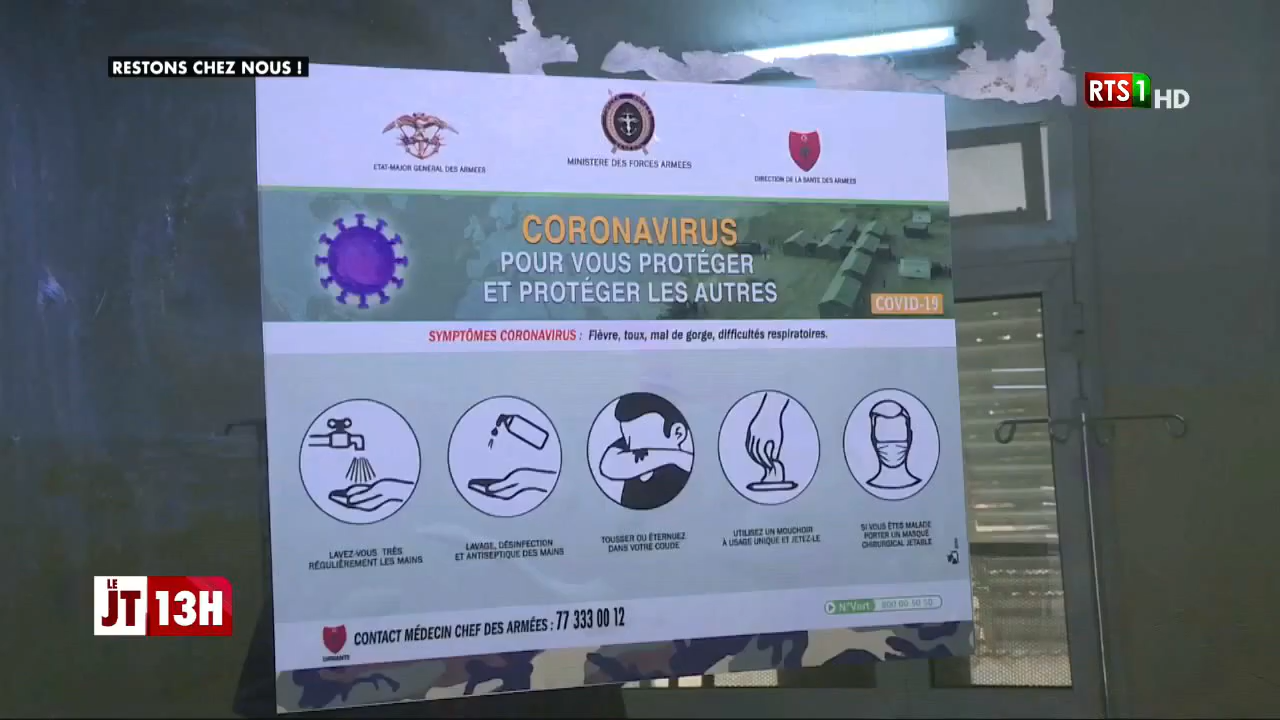 RESTONS CHEZ NOUS !
RTS1 HD
ETAT-MAJOR GENERAL DES ARMEES
MINISTERE DES FORCES ARMEES
DIRECTION DE LA SANTE DES ARMEES
CORONAVIRUS
POUR VOUS PROTÉGER
ET PROTÉGER LES AUTRES
COVID-19
SYMPTÔMES CORONAVIRUS : Fièvre, toux, mal de gorge, difficultés respiratoires.
LAVEZ-VOUS TRÈS
RÉGULIÈREMENT LES MAINS
LAVAGE, DÉSINFECTION
ET ANTISEPTIQUE DES MAINS
TOUSSER OU ÉTERNUEZ
DANS VOTRE COUDE
UTILISEZ UN MOUCHOIR
À USAGE UNIQUE ET JETEZ-LE
SI VOUS ÊTES MALADE
PORTER UN MASQUE
CHIRURGICAL JETABLE
LE
JT 13H
CONTACT MÉDECIN CHEF DES ARMÉES : 77 333 00 12
N°Vert 800 00 50 50